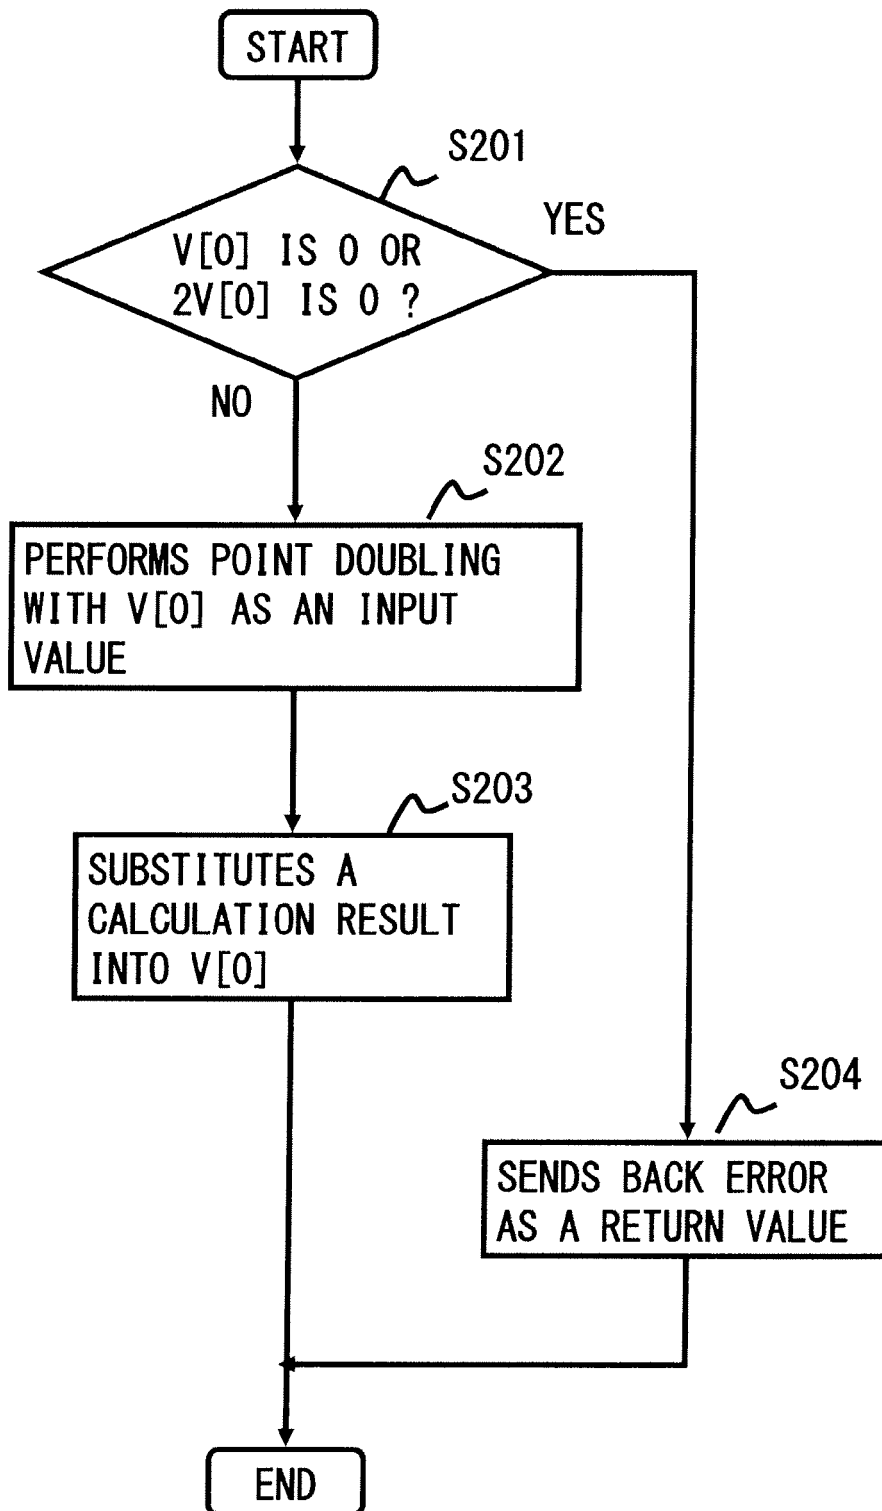 START
S201
V[0] IS 0 OR
2V[0] IS 0 ?
YES
NO
S202
PERFORMS POINT DOUBLING
WITH V[0] AS AN INPUT
VALUE
S203
SUBSTITUTES A
CALCULATION RESULT
INTO V[0]
S204
SENDS BACK ERROR
AS A RETURN VALUE
END